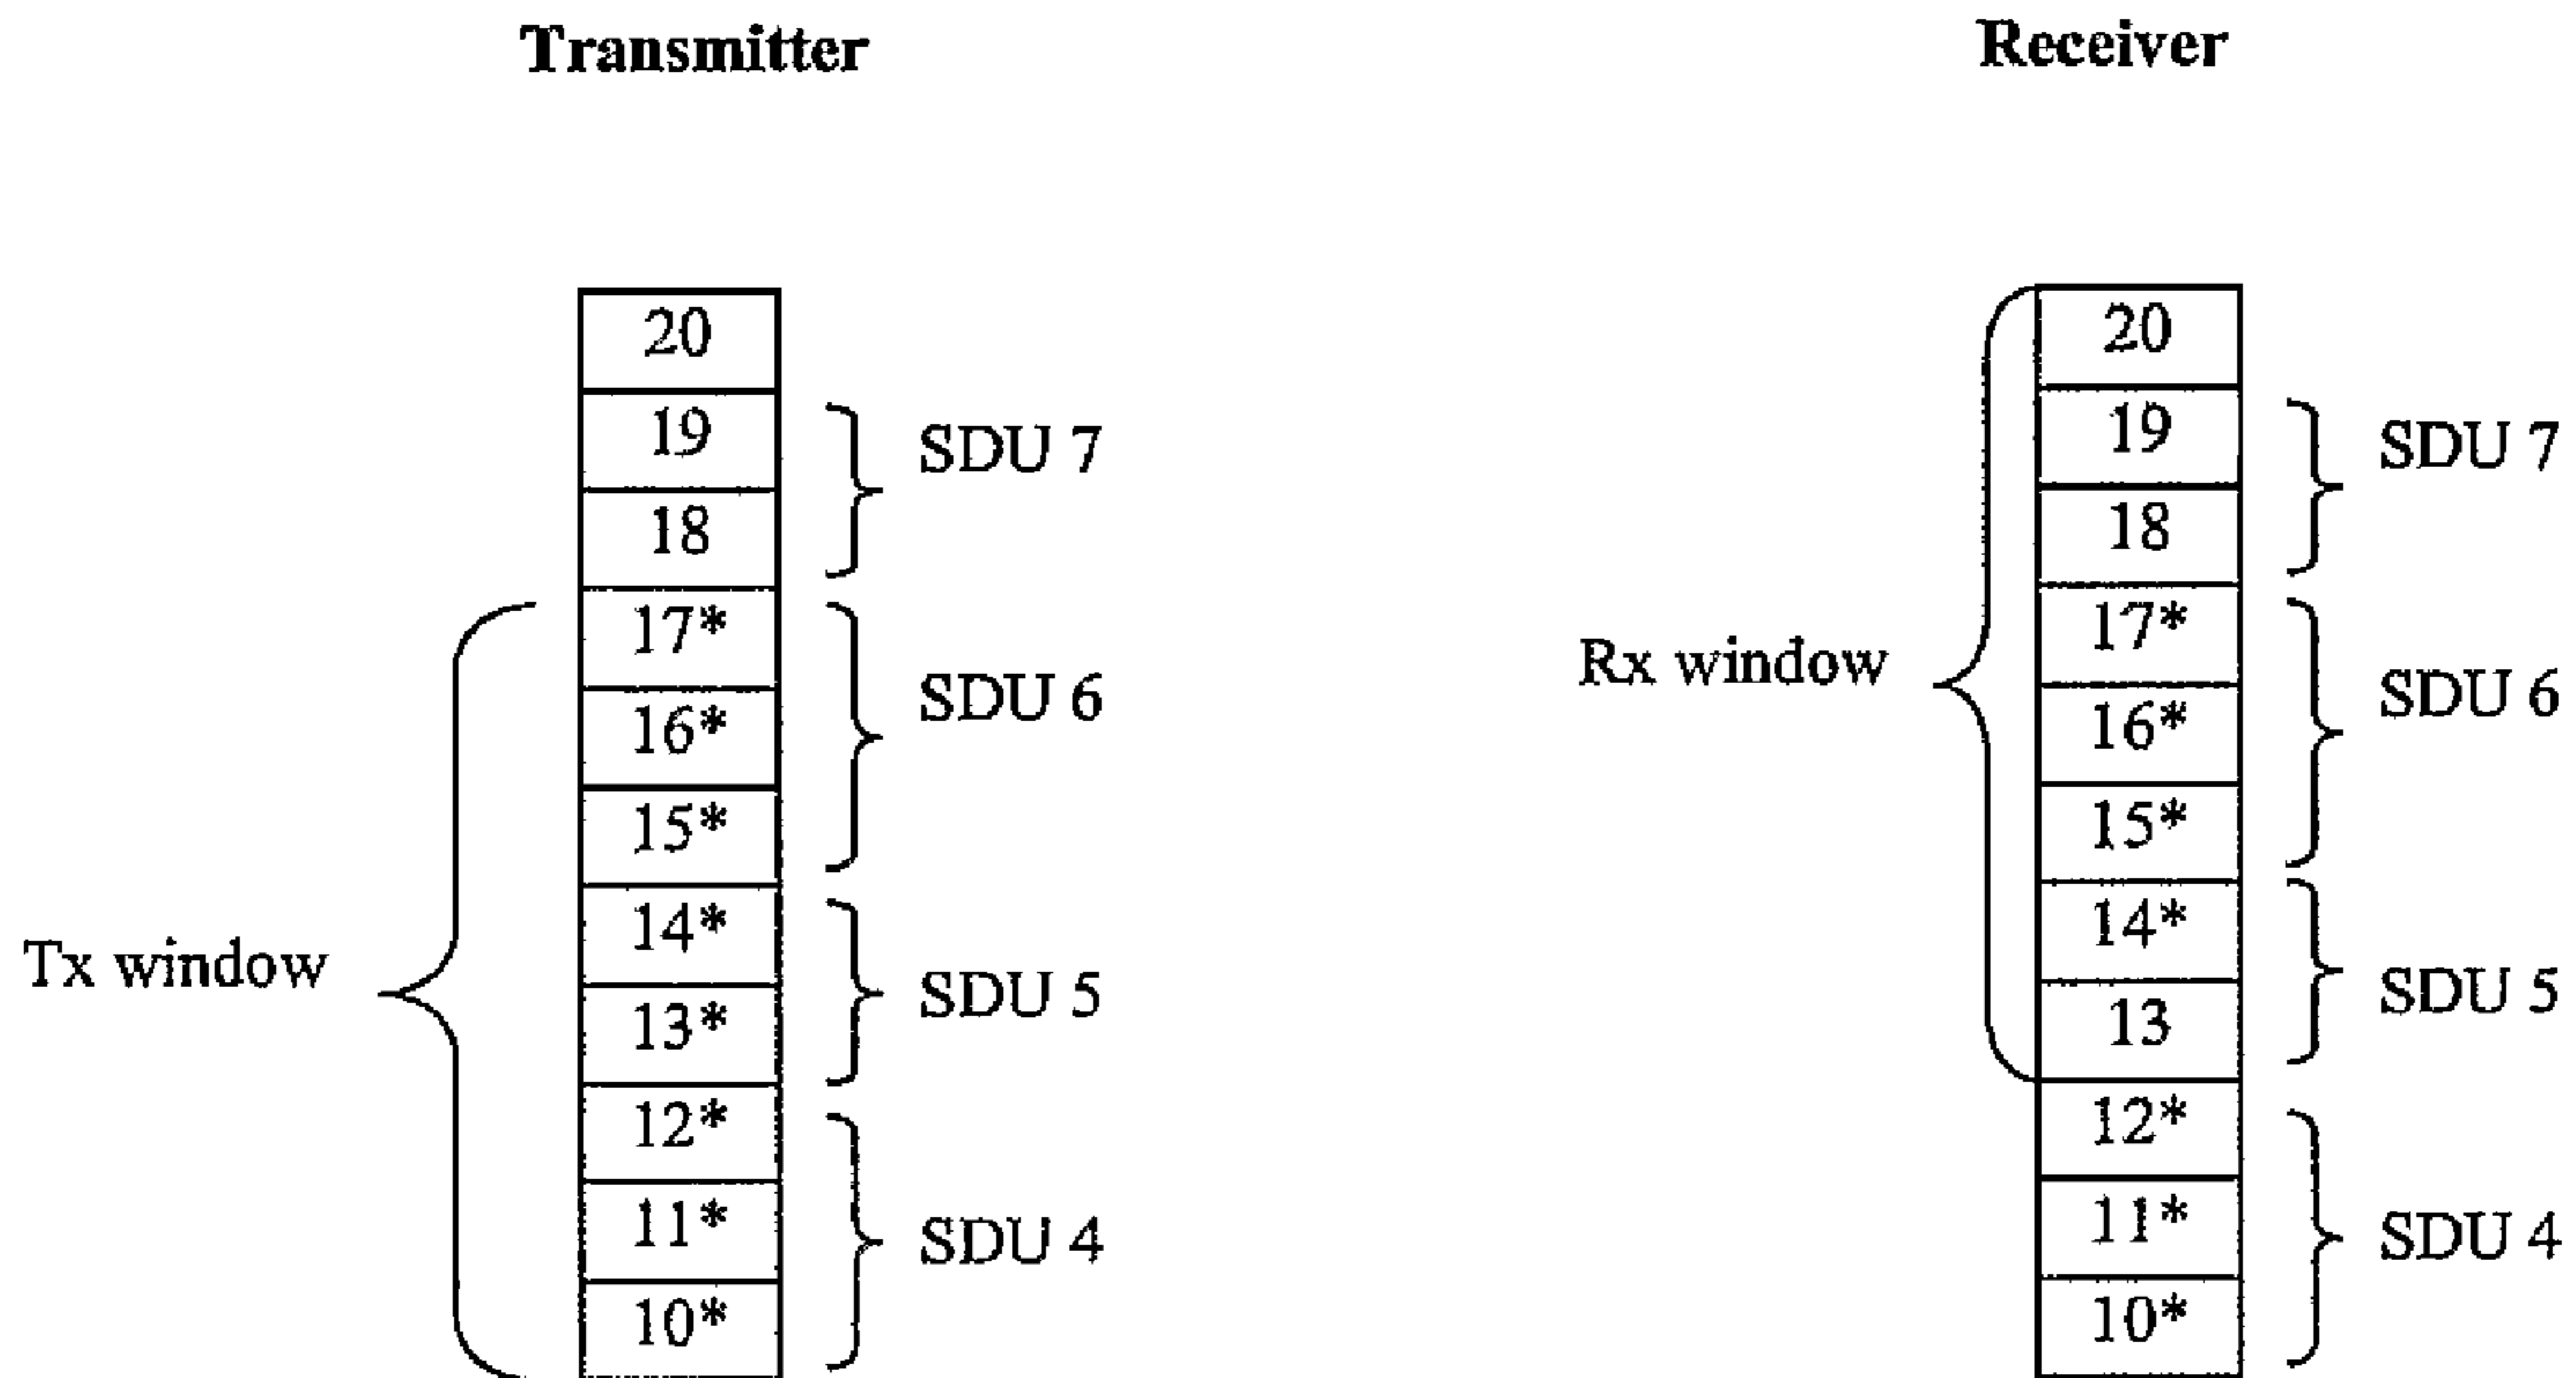 Transmitter
Receiver
20
19
18
17*
16*
15*
14*
13*
12*
11*
10*
SDU 7
SDU 6
SDU 5
SDU 4
Tx window
20
19
18
17*
16*
15*
14*
13
12*
11*
10*
SDU 7
SDU 6
SDU 5
SDU 4
Rx window